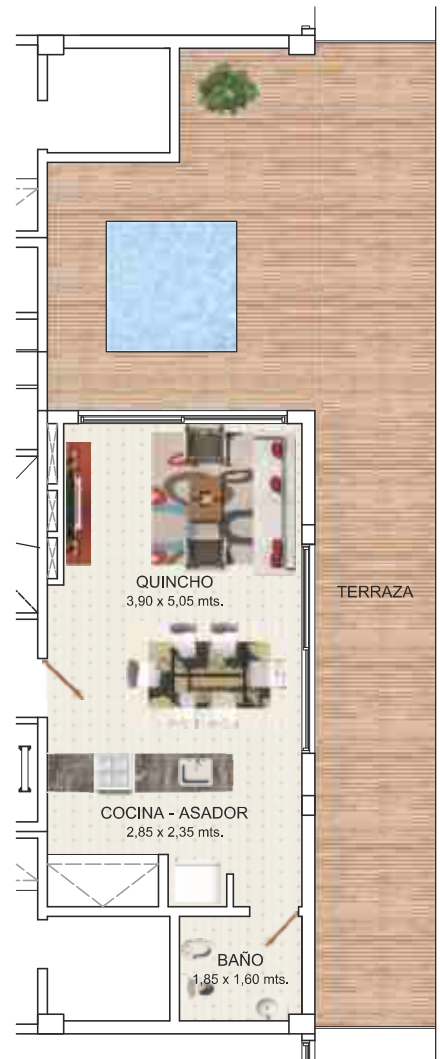 QUINCHO
3,90 x 5,05 mts.
TERRAZA
COCINA - ASADOR
2,85 x 2,35 mts.
BAÑO
1,85 x 1,60 mts.